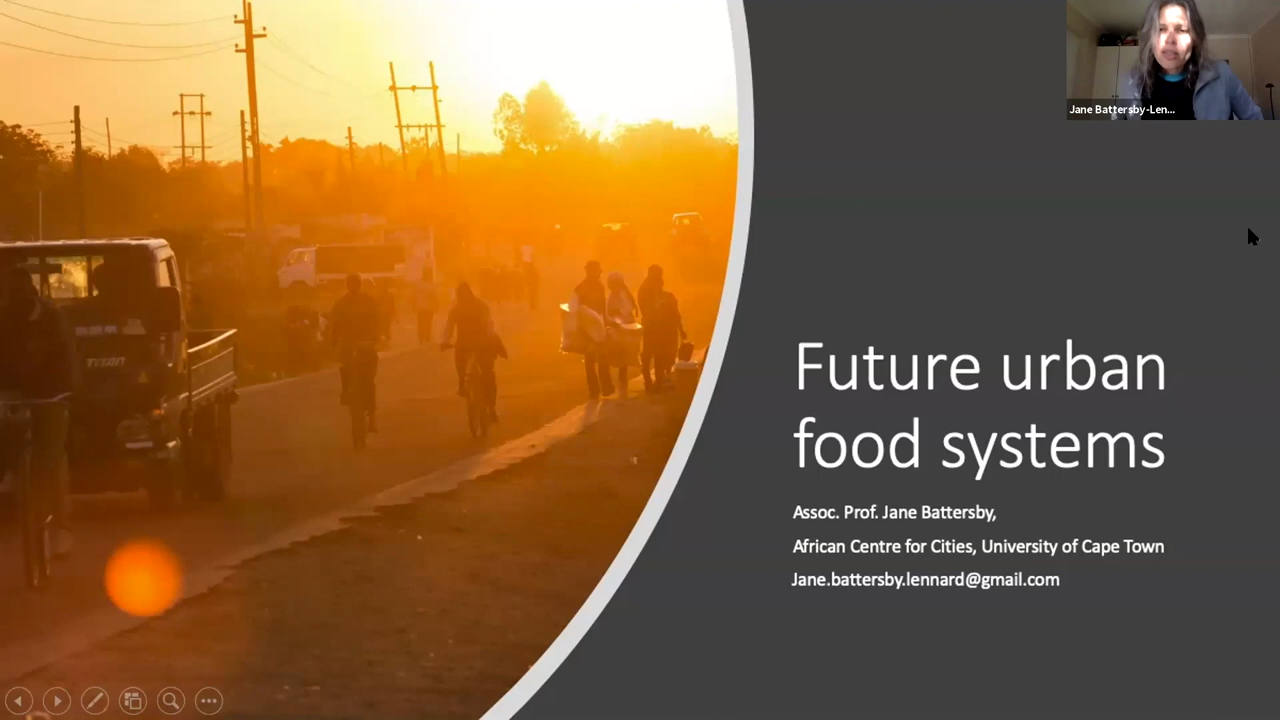 Jane Battersby-Len...
TITAN
Future urban
food systems
Assoc. Prof. Jane Battersby,
African Centre for Cities, University of Cape Town
Jane.battersby.lennard@gmail.com